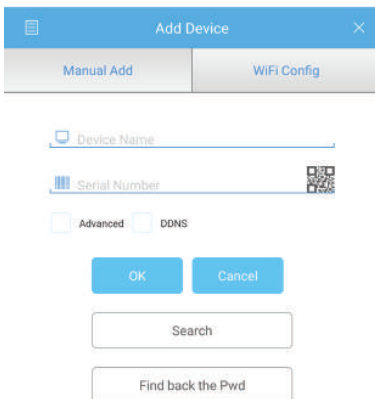 Add Device
Manual Add
WiFi Config
Device Name
Serial Number
Advanced
DDNS
OK
Cancel
Search
Find back the Pwd